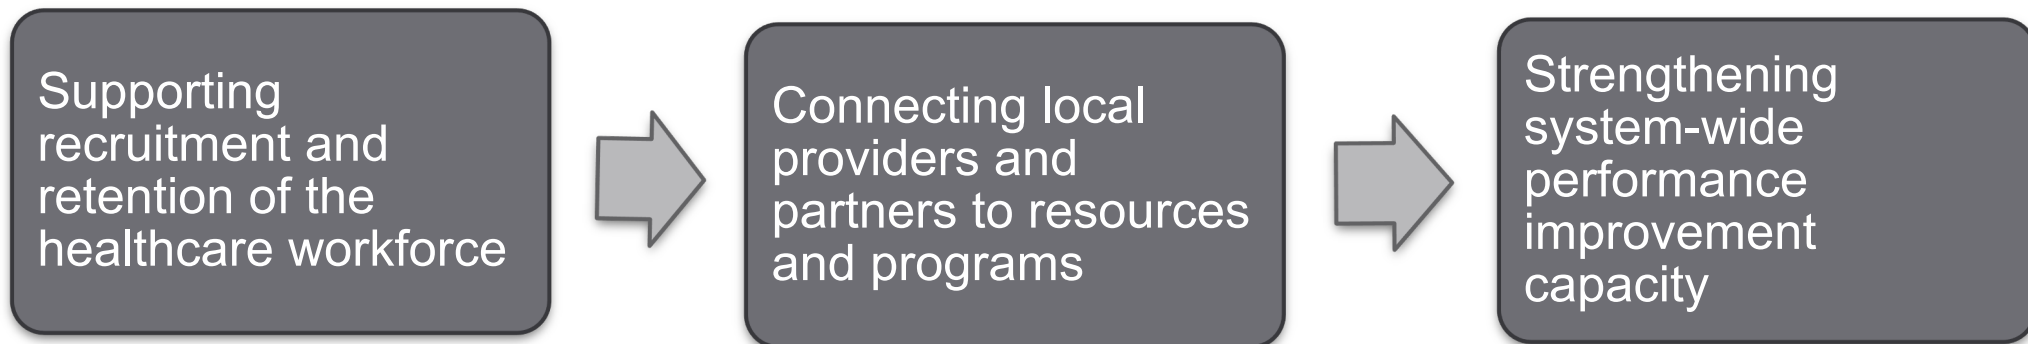 Supporting
recruitment and
retention of the
healthcare workforce
Connecting local
providers and
partners to resources
and programs
Strengthening
system-wide
performance
improvement
capacity